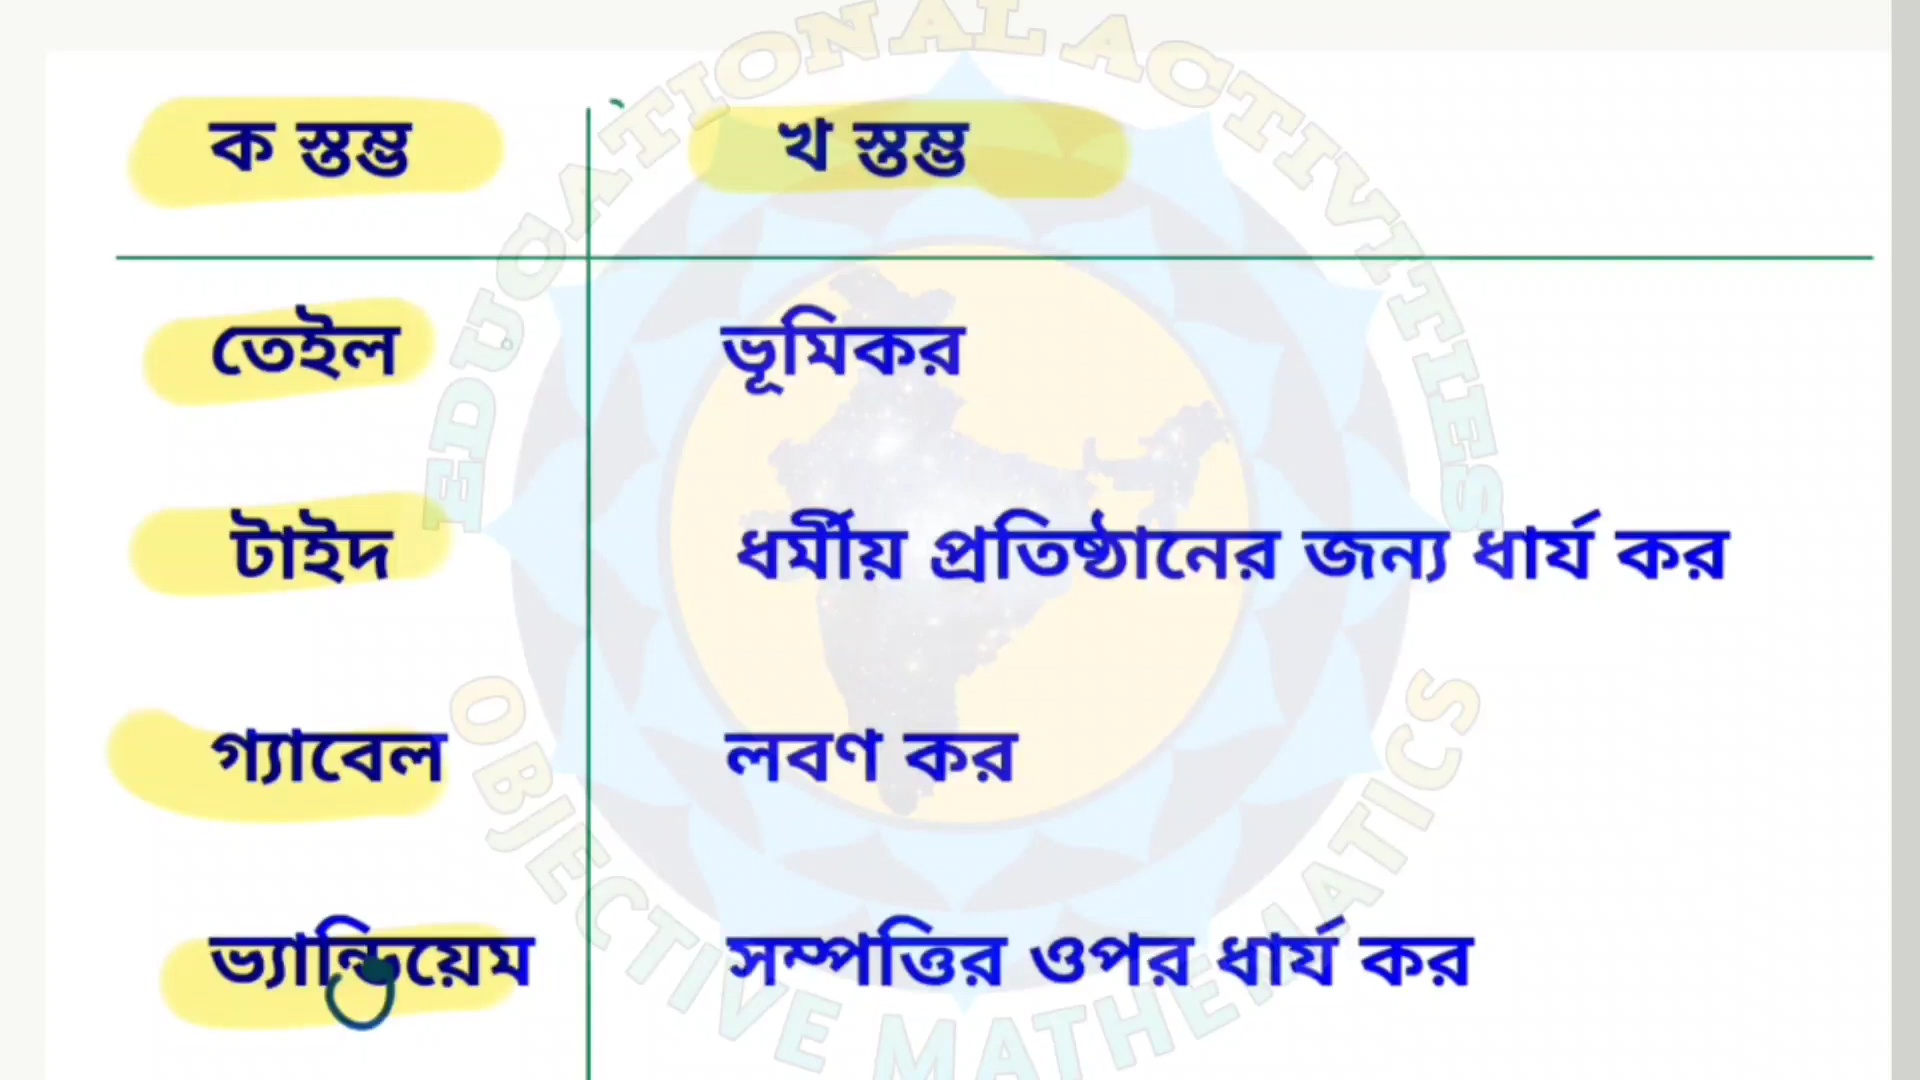 EDUCATIONAL ACTIVITIES
ক স্তম্ভ খ স্তম্ভ
তেইল ভূমিকর
টাইদ ধর্মীয় প্রতিষ্ঠানের জন্য ধার্য কর
গ্যাবেল লবণ কর
ভ্যান্ডিয়েম সম্পত্তির ওপর ধার্য কর
OBJECTIVE MATHEMATICS